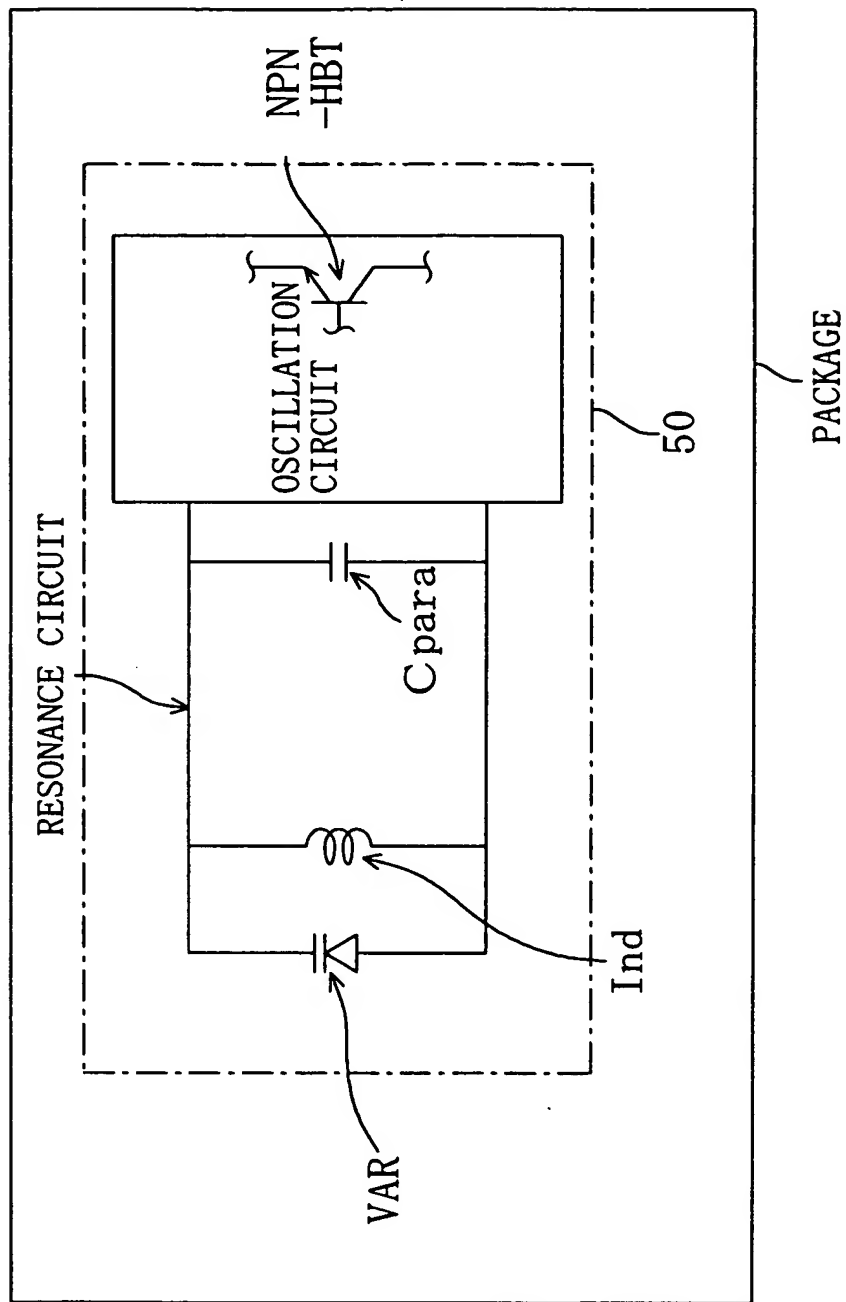 NPN
-HBT
OSCILLATION
CIRCUIT
RESONANCE CIRCUIT
Cpara
Ind
VAR
50
PACKAGE